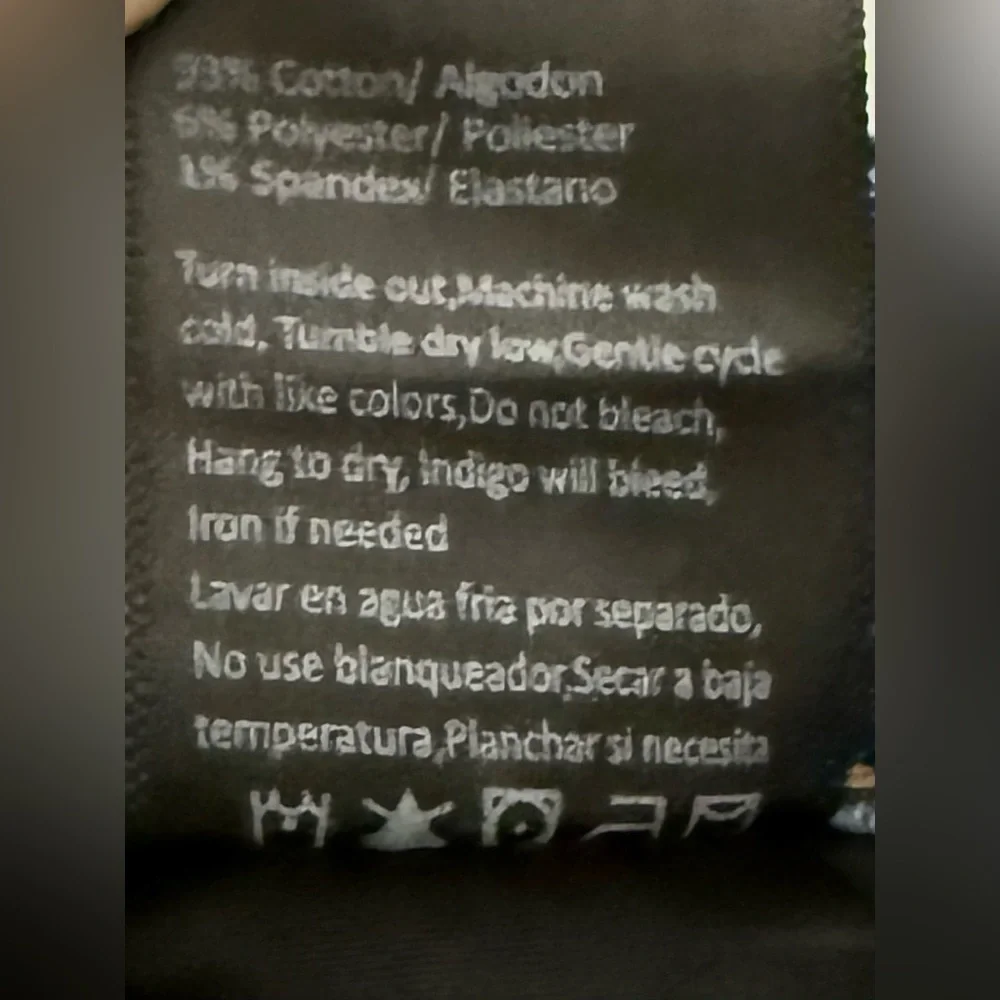 93% Cotton/ Algodon
6% Polyester/ Poliester
1% Spandex/ Elastano
Turn inside out,Machine wash
cold, Tumble dry low,Gentle cycle
with like colors,Do not bleach,
Hang to dry, Indigo will bleed,
Iron if needed
Lavar en agua fria por separado,
No use blanqueador,Secar a baja
temperatura,Planchar si necesita